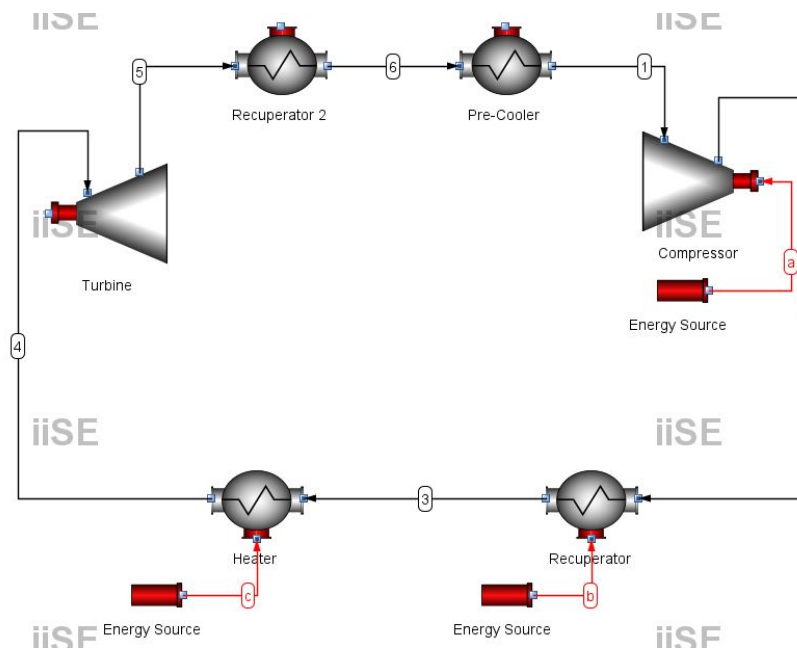 iiSE
iiSE
5
6
1
Recuperator 2
Pre-Cooler
iiSE
iiSE
Compressor
a
Turbine
Energy Source
4
iiSE
iiSE
3
Heater
Recuperator
c
b
Energy Source
Energy Source
iiSE
iiSE